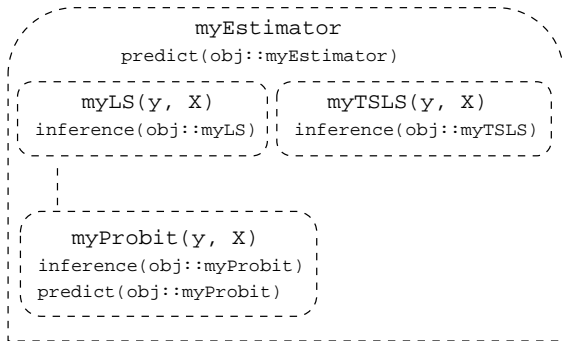 myEstimator
predict(obj::myEstimator)
myLS(y, X)
inference(obj::myLS)
myTSLS(y, X)
inference(obj::myTSLS)
myProbit(y, X)
inference(obj::myProbit)
predict(obj::myProbit)